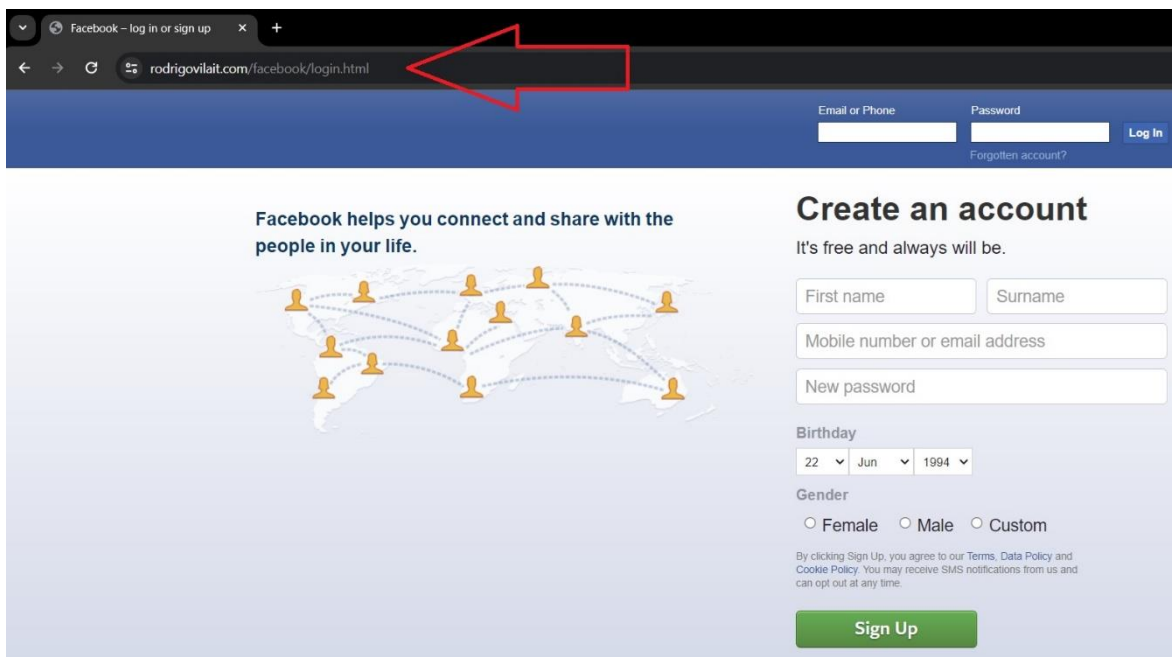 Facebook – log in or sign up
rodrigovilait.com/facebook/login.html
Email or Phone Password
Log In
Forgotten account?
Facebook helps you connect and share with the
people in your life.
Create an account
It's free and always will be.
First name Surname
Mobile number or email address
New password
Birthday
22 Jun 1994
Gender
Female Male Custom
By clicking Sign Up, you agree to our Terms, Data Policy and
Cookie Policy. You may receive SMS notifications from us and
can opt out at any time.
Sign Up